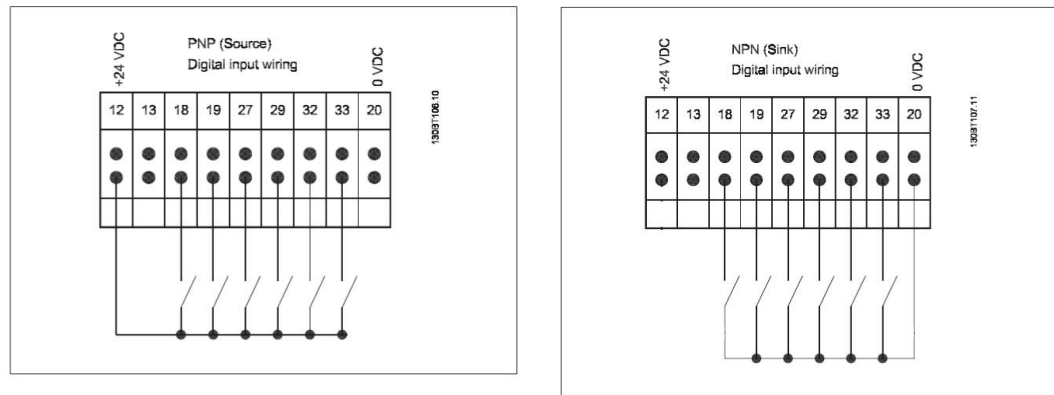 +24 VDC
PNP (Source)
Digital input wiring
0 VDC
12 13 18 19 27 29 32 33 20
130BT106.10
+24 VDC
NPN (Sink)
Digital input wiring
0 VDC
12 13 18 19 27 29 32 33 20
130BT107.11